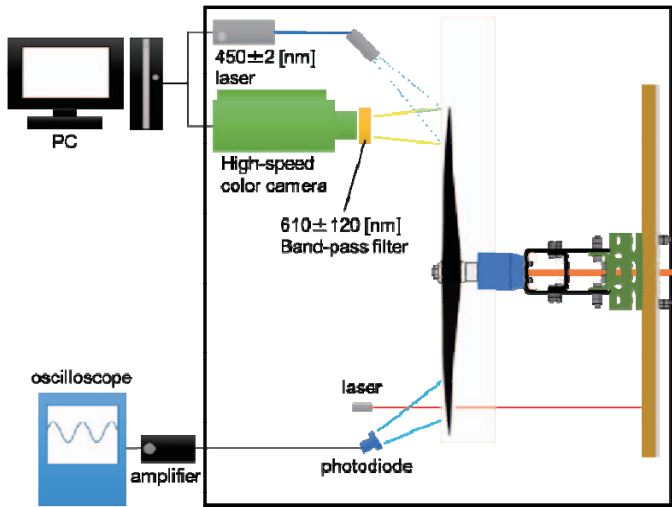 450±2 [nm]
laser
PC
High-speed
color camera
610±120 [nm]
Band-pass filter
oscilloscope
laser
amplifier
photodiode